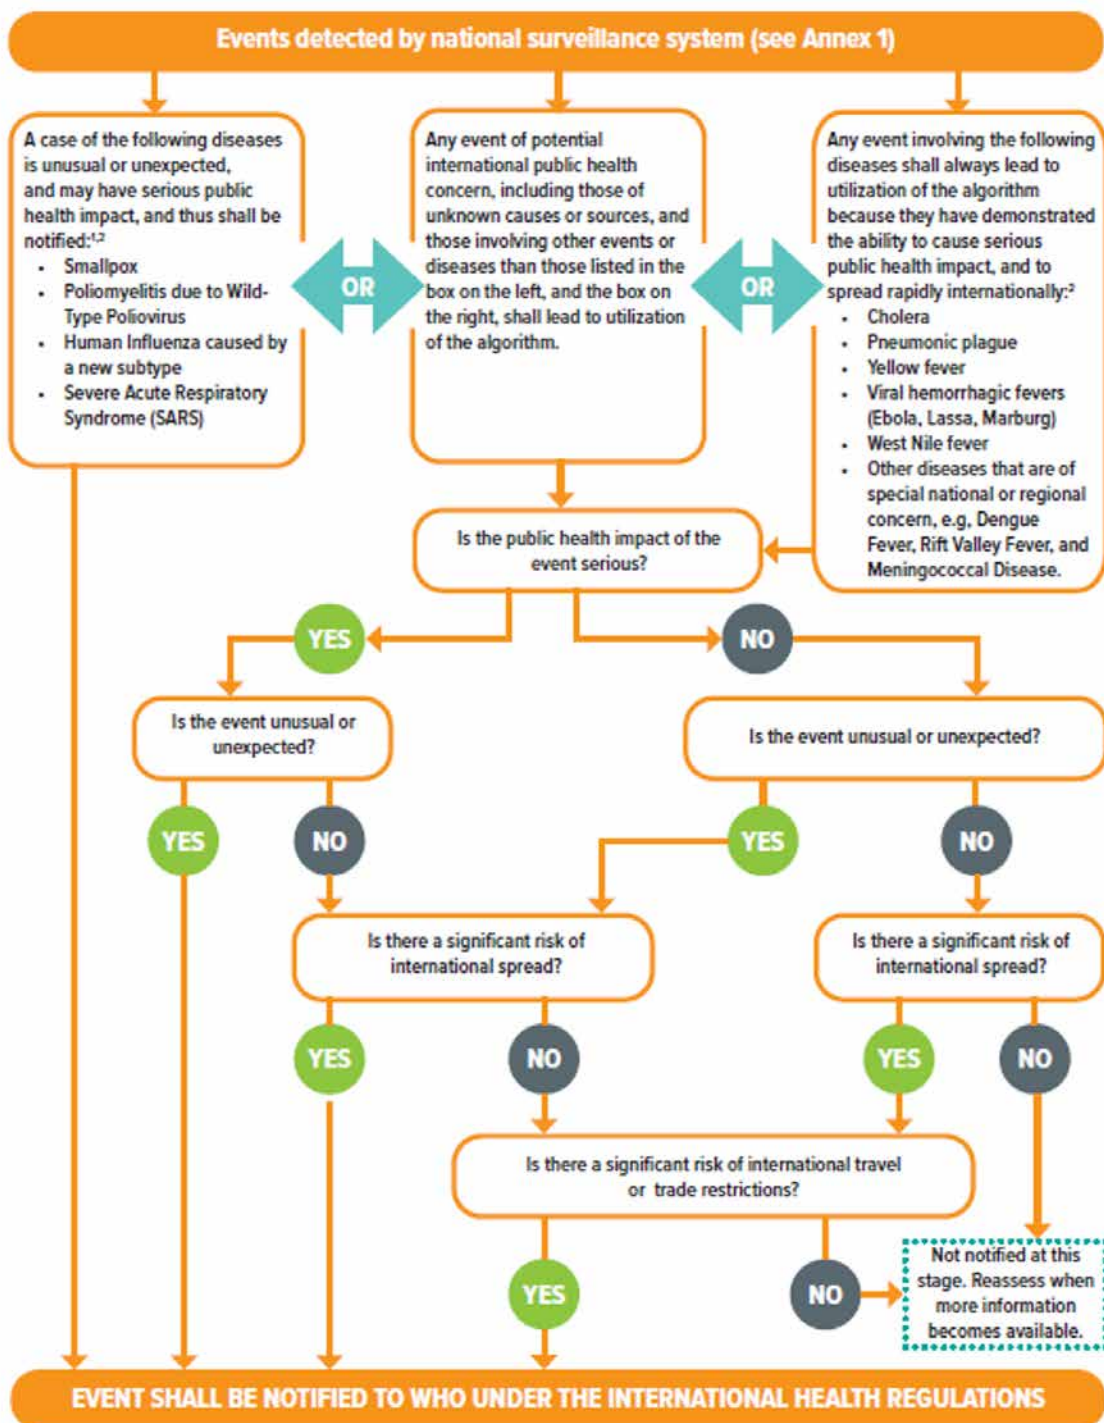 Events detected by national surveillance system (see Annex 1)
A case of the following diseases
is unusual or unexpected,
and may have serious public
health impact, and thus shall be
notified:¹,²
• Smallpox
• Poliomyelitis due to Wild-
Type Poliovirus
• Human Influenza caused by
a new subtype
• Severe Acute Respiratory
Syndrome (SARS)
OR
Any event of potential
international public health
concern, including those of
unknown causes or sources, and
those involving other events or
diseases than those listed in the
box on the left, and the box on
the right, shall lead to utilization
of the algorithm.
OR
Any event involving the following
diseases shall always lead to
utilization of the algorithm
because they have demonstrated
the ability to cause serious
public health impact, and to
spread rapidly internationally:²
• Cholera
• Pneumonic plague
• Yellow fever
• Viral hemorrhagic fevers
(Ebola, Lassa, Marburg)
• West Nile fever
• Other diseases that are of
special national or regional
concern, e.g, Dengue
Fever, Rift Valley Fever, and
Meningococcal Disease.
Is the public health impact of the
event serious?
YES
NO
Is the event unusual or
unexpected?
Is the event unusual or unexpected?
YES
NO
YES
NO
Is there a significant risk of
international spread?
Is there a significant risk of
international spread?
YES
NO
YES
NO
Is there a significant risk of international travel
or trade restrictions?
YES
NO
Not notified at this
stage. Reassess when
more information
becomes available.
EVENT SHALL BE NOTIFIED TO WHO UNDER THE INTERNATIONAL HEALTH REGULATIONS